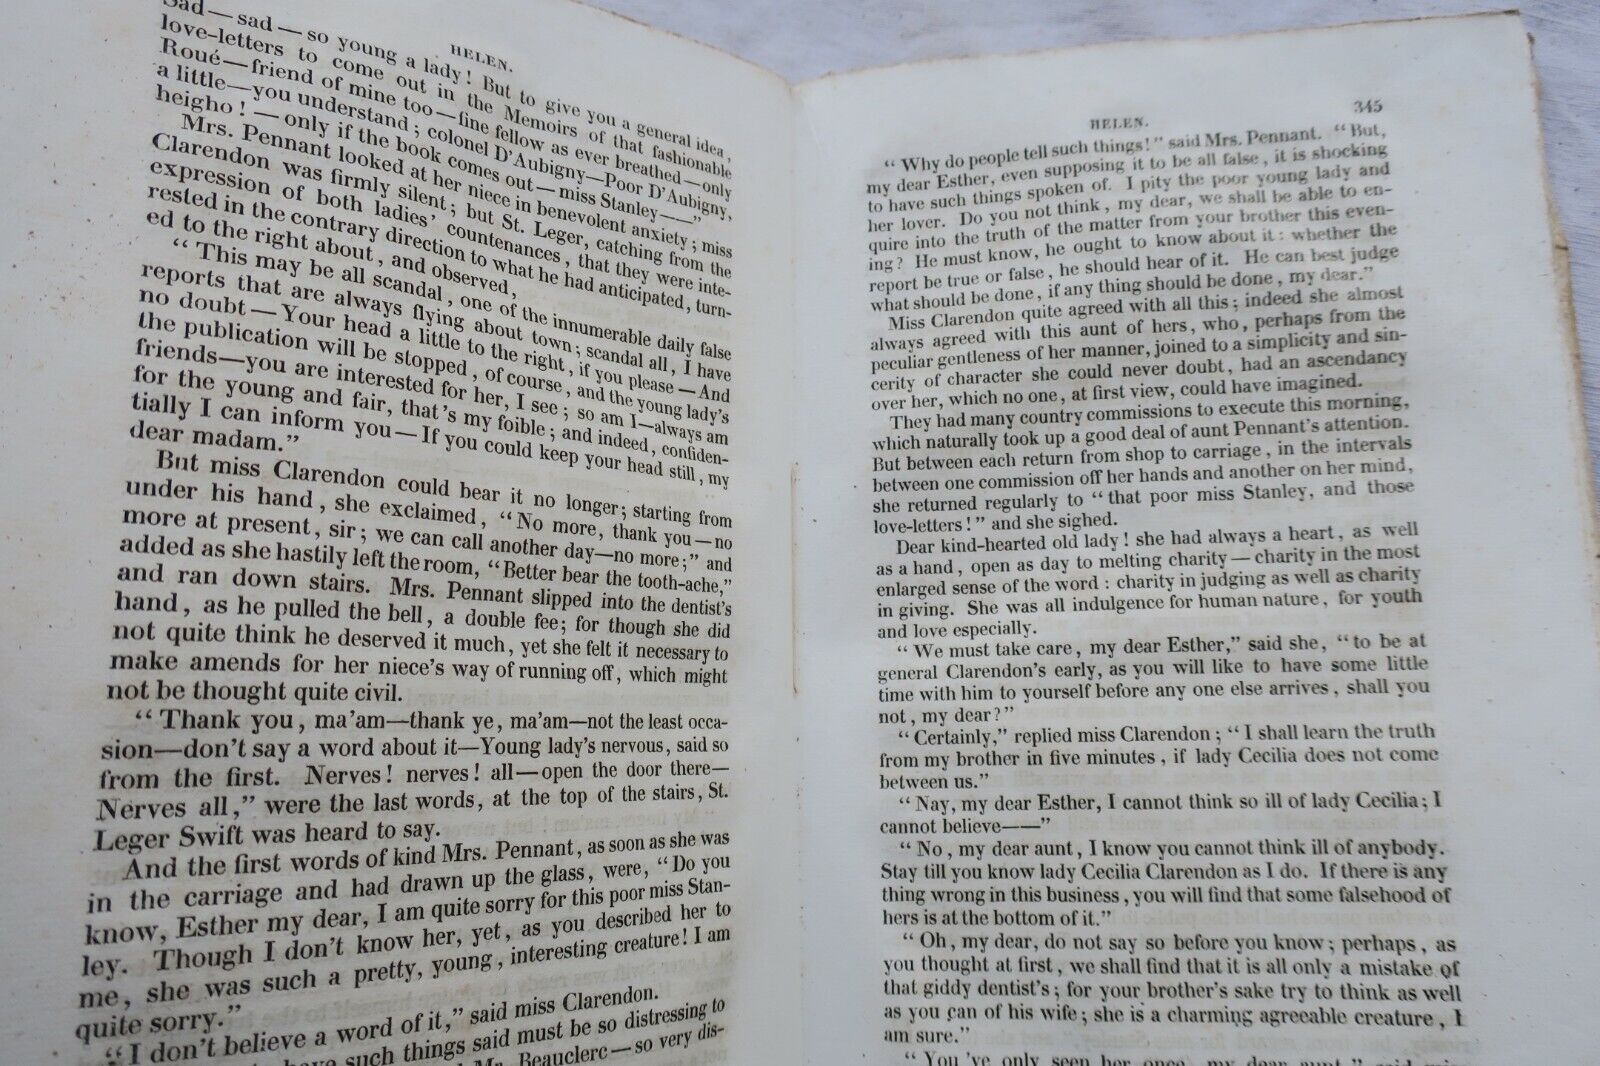 HELEN.
Sad—sad—so young a lady! But to give you a general idea,
love-letters to come out in the Memoirs of that fashionable
Roué—friend of mine too—fine fellow as ever breathed—only
a little—you understand; colonel D'Aubigny—Poor D'Aubigny,
heigho!—only if the book comes out—miss Stanley——"
Mrs. Pennant looked at her niece in benevolent anxiety; miss
Clarendon was firmly silent; but St. Leger, catching from the
expression of both ladies' countenances, that they were inte-
rested in the contrary direction to what he had anticipated, turn-
ed to the right about, and observed,
"This may be all scandal, one of the innumerable daily false
reports that are always flying about town; scandal all, I have
no doubt—Your head a little to the right, if you please—And
the publication will be stopped, of course, and the young lady's
friends—you are interested for her, I see; so am I—always am
for the young and fair, that's my foible; and indeed, confiden-
tially I can inform you—If you could keep your head still, my
dear madam."
But miss Clarendon could bear it no longer; starting from
under his hand, she exclaimed, "No more, thank you—no
more at present, sir; we can call another day—no more;" and
added as she hastily left the room, "Better bear the tooth-ache,"
and ran down stairs. Mrs. Pennant slipped into the dentist's
hand, as he pulled the bell, a double fee; for though she did
not quite think he deserved it much, yet she felt it necessary to
make amends for her niece's way of running off, which might
not be thought quite civil.
"Thank you, ma'am—thank ye, ma'am—not the least occa-
sion—don't say a word about it—Young lady's nervous, said so
from the first. Nerves! nerves! all—open the door there—
Nerves all," were the last words, at the top of the stairs, St.
Leger Swift was heard to say.
And the first words of kind Mrs. Pennant, as soon as she was
in the carriage and had drawn up the glass, were, "Do you
know, Esther my dear, I am quite sorry for this poor miss Stan-
ley. Though I don't know her, yet, as you described her to
me, she was such a pretty, young, interesting creature! I am
quite sorry."
"I don't believe a word of it," said miss Clarendon.
have such things said must be so distressing to
Mr. Beauclerc—so very dis-
HELEN.
345
"Why do people tell such things!" said Mrs. Pennant. "But,
my dear Esther, even supposing it to be all false, it is shocking
to have such things spoken of. I pity the poor young lady and
her lover. Do you not think, my dear, we shall be able to en-
quire into the truth of the matter from your brother this even-
ing? He must know, he ought to know about it: whether the
report be true or false, he should hear of it. He can best judge
what should be done, if any thing should be done, my dear."
Miss Clarendon quite agreed with all this; indeed she almost
always agreed with this aunt of hers, who, perhaps from the
peculiar gentleness of her manner, joined to a simplicity and sin-
cerity of character she could never doubt, had an ascendancy
over her, which no one, at first view, could have imagined.
They had many country commissions to execute this morning,
which naturally took up a good deal of aunt Pennant's attention.
But between each return from shop to carriage, in the intervals
between one commission off her hands and another on her mind,
she returned regularly to "that poor miss Stanley, and those
love-letters!" and she sighed.
Dear kind-hearted old lady! she had always a heart, as well
as a hand, open as day to melting charity—charity in the most
enlarged sense of the word: charity in judging as well as charity
in giving. She was all indulgence for human nature, for youth
and love especially.
"We must take care, my dear Esther," said she, "to be at
general Clarendon's early, as you will like to have some little
time with him to yourself before any one else arrives, shall you
not, my dear?"
"Certainly," replied miss Clarendon; "I shall learn the truth
from my brother in five minutes, if lady Cecilia does not come
between us."
"Nay, my dear Esther, I cannot think so ill of lady Cecilia; I
cannot believe——"
"No, my dear aunt, I know you cannot think ill of anybody.
Stay till you know lady Cecilia Clarendon as I do. If there is any
thing wrong in this business, you will find that some falsehood of
hers is at the bottom of it."
"Oh, my dear, do not say so before you know; perhaps, as
you thought at first, we shall find that it is all only a mistake of
that giddy dentist's; for your brother's sake try to think as well
as you can of his wife; she is a charming agreeable creature, I
am sure."
"You've only seen her once, my dear aunt," said